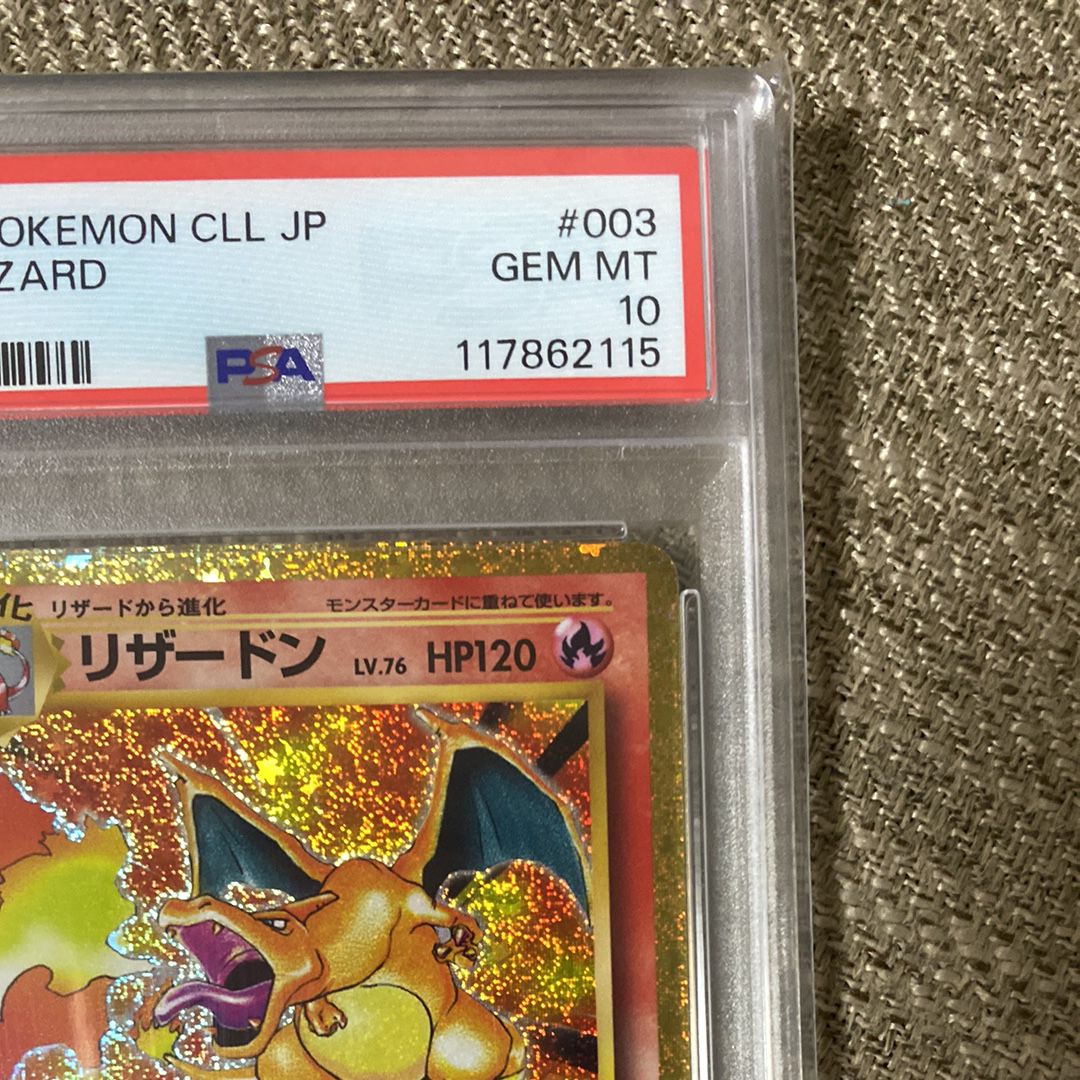 OKEMON CLL JP #003
ZARD GEM MT
10
PSA 117862115
化 リザードから進化 モンスターカードに重ねて使います。
リザードン LV.76 HP120